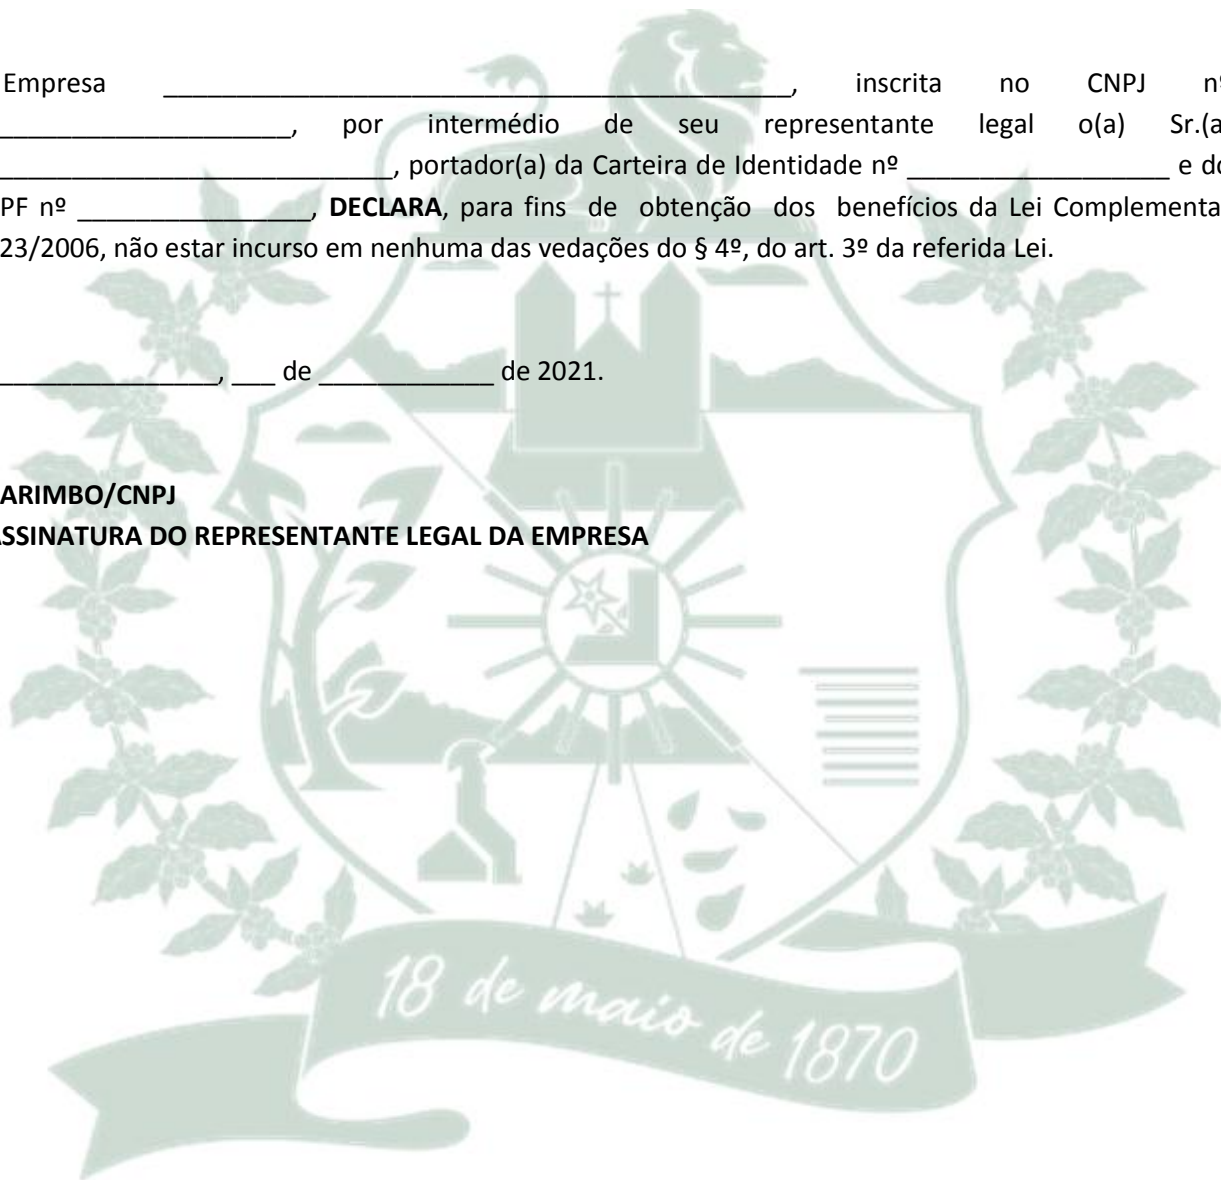 Empresa ___________________________________________, inscrita no CNPJ nº
____________________, por intermédio de seu representante legal o(a) Sr.(a
___________________________, portador(a) da Carteira de Identidade nº __________________ e do
PF nº ________________, DECLARA, para fins de obtenção dos benefícios da Lei Complementa
23/2006, não estar incurso em nenhuma das vedações do § 4º, do art. 3º da referida Lei.
_______________, ___ de ____________ de 2021.
ARIMBO/CNPJ
ASSINATURA DO REPRESENTANTE LEGAL DA EMPRESA
18 de maio de 1870